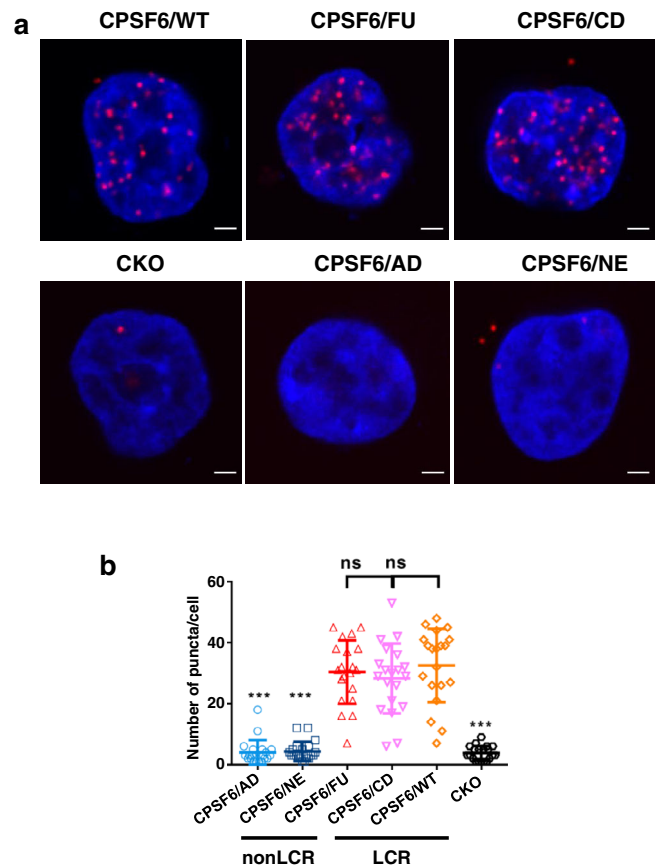 a
CPSF6/WT CPSF6/FU CPSF6/CD
CKO CPSF6/AD CPSF6/NE
b
ns ns
Number of puncta/cell
60
40
20
0
*** *** ***
CPSF6/AD CPSF6/NE CPSF6/FU CPSF6/CD CPSF6/WT CKO
nonLCR LCR